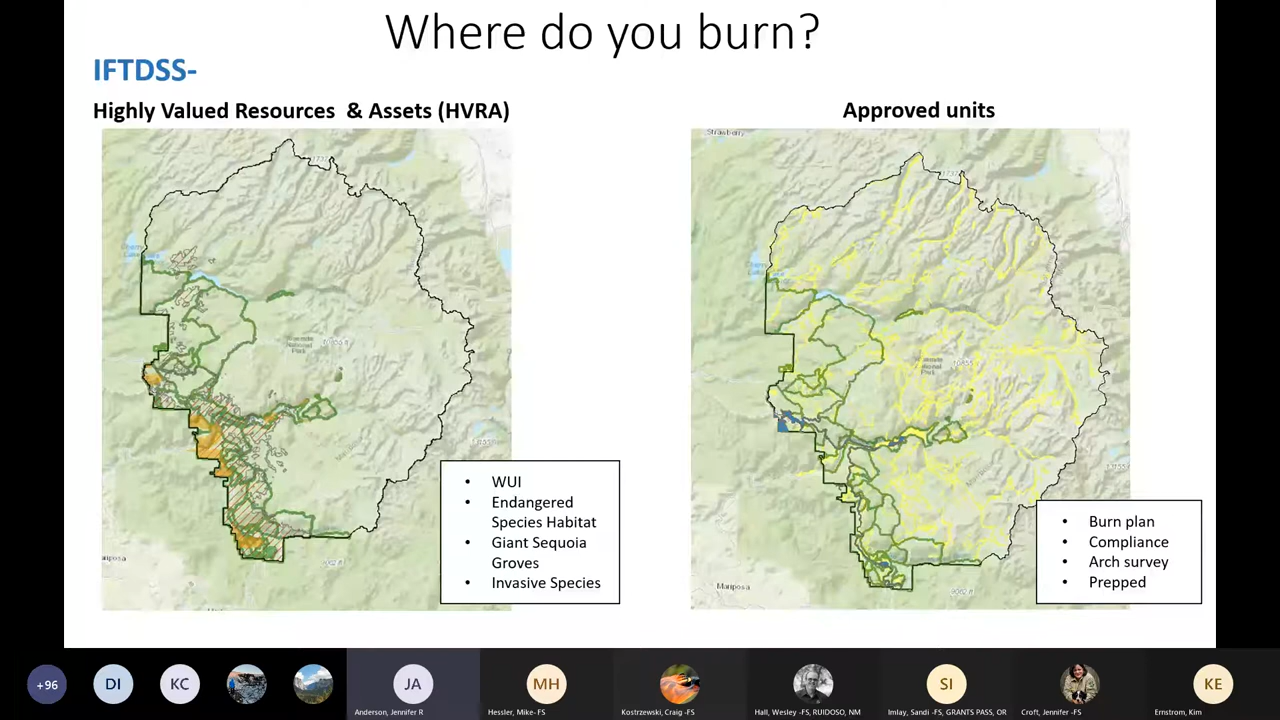 Where do you burn?
IFTDSS-
Highly Valued Resources & Assets (HVRA)
Approved units
• WUI
• Endangered
Species Habitat
• Giant Sequoia
Groves
• Invasive Species
Strawberry
Mariposa
• Burn plan
• Compliance
• Arch survey
• Prepped
+96
DI
KC
JA
MH
SI
KE
Anderson, Jennifer R
Hessler, Mike- FS
Kostrzewski, Craig -FS
Hall, Wesley -FS, RUIDOSO, NM
Imlay, Sandi -FS, GRANTS PASS, OR
Croft, Jennifer -FS
Ernstrom, Kim